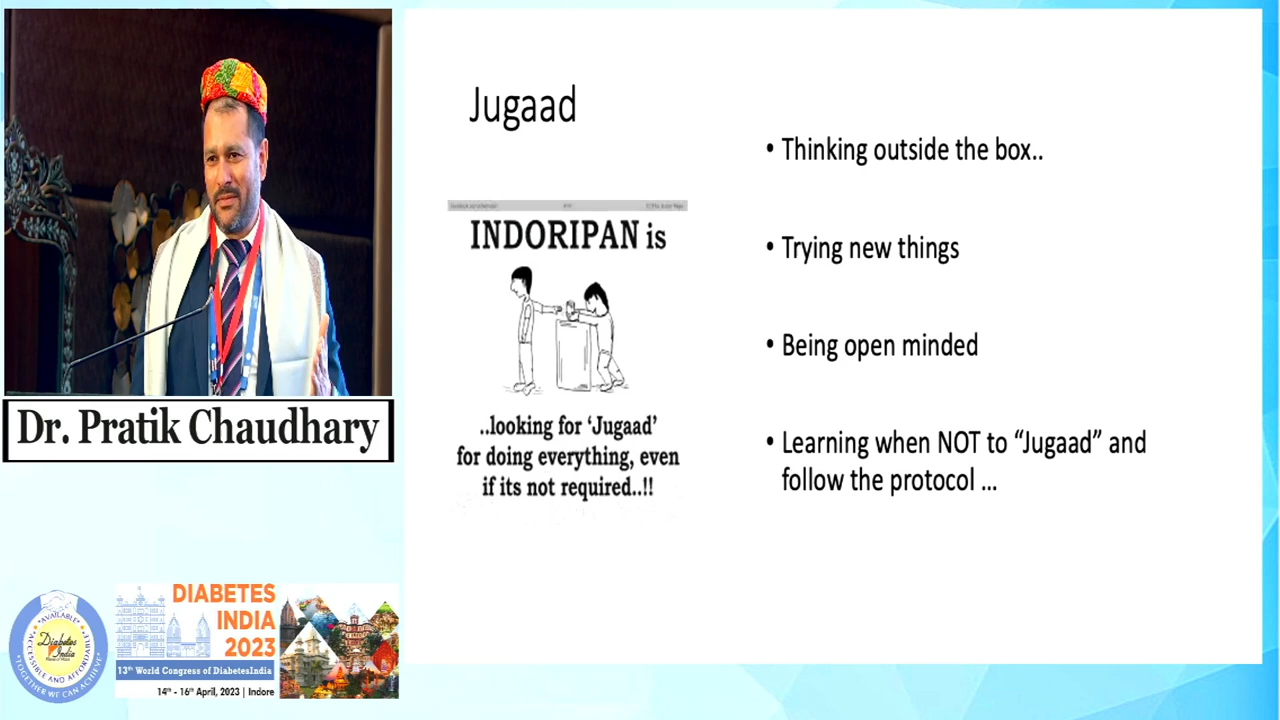 Jugaad
INDORIPAN is
..looking for ‘Jugaad’
for doing everything, even
if its not required..!!
• Thinking outside the box..
• Trying new things
• Being open minded
• Learning when NOT to “Jugaad” and
follow the protocol ...
Dr. Pratik Chaudhary
•AVAILABLE•
ACCESSIBLE AND AFFORDABLE
Diabetes
India
TOGETHER WE CAN ACHIEVE
DIABETES
INDIA
2023
13th World Congress of DiabetesIndia
14th - 16th April, 2023 | Indore